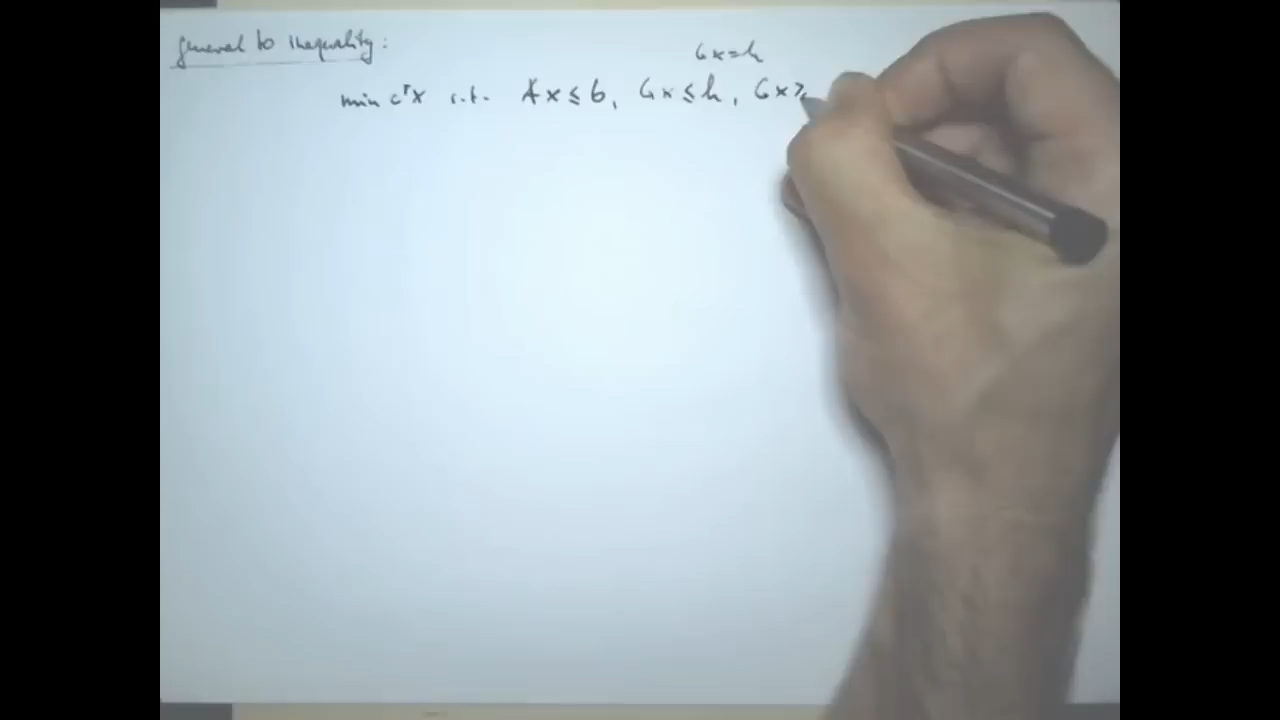 general to inequality:
Gx=h
min cᵀx s.t. Ax≤b, Gx≤h, Gx≥